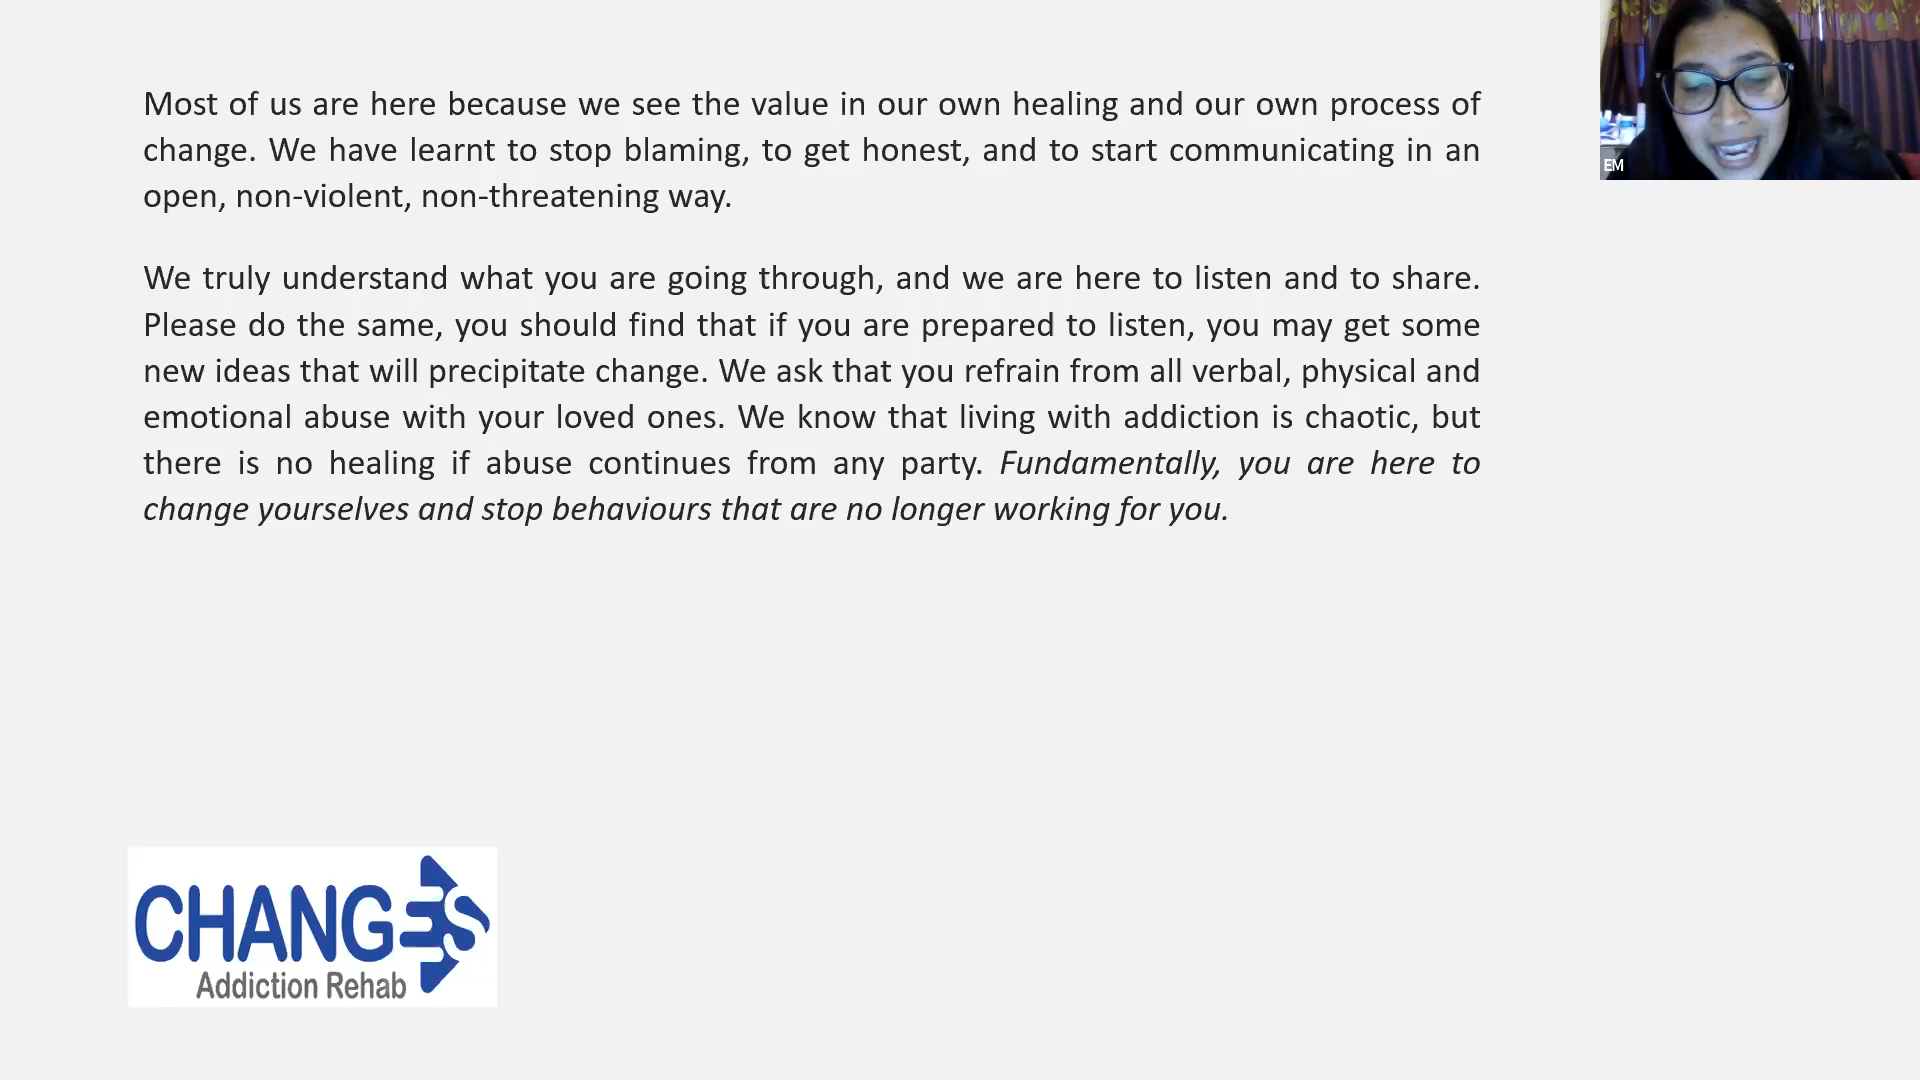 Most of us are here because we see the value in our own healing and our own process of
change. We have learnt to stop blaming, to get honest, and to start communicating in an
open, non-violent, non-threatening way.
We truly understand what you are going through, and we are here to listen and to share.
Please do the same, you should find that if you are prepared to listen, you may get some
new ideas that will precipitate change. We ask that you refrain from all verbal, physical and
emotional abuse with your loved ones. We know that living with addiction is chaotic, but
there is no healing if abuse continues from any party. Fundamentally, you are here to
change yourselves and stop behaviours that are no longer working for you.
EM
CHANGES
Addiction Rehab